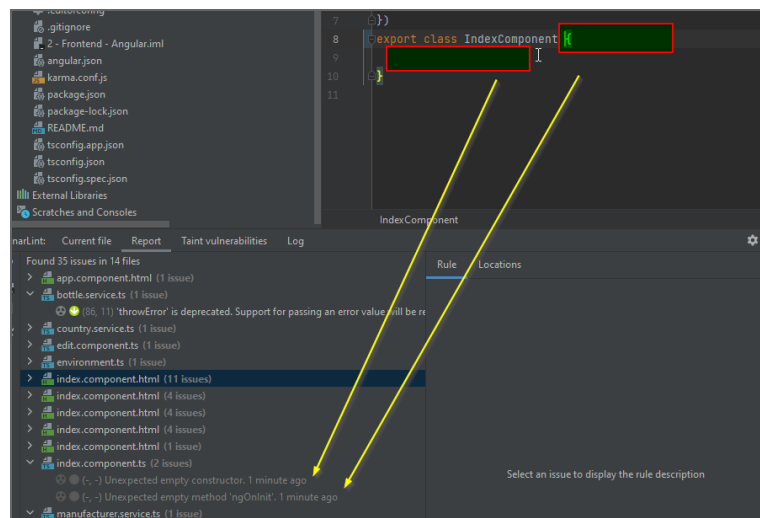 .gitignore
2 - Frontend - Angular.iml
angular.json
karma.conf.js
package.json
package-lock.json
README.md
tsconfig.app.json
tsconfig.json
tsconfig.spec.json
External Libraries
Scratches and Consoles
7 })
8 export class IndexComponent {
9
10 }
11
IndexComponent
narLint: Current file Report Taint vulnerabilities Log
Found 35 issues in 14 files
app.component.html (1 issue)
bottle.service.ts (1 issue)
(86, 11) 'throwError' is deprecated. Support for passing an error value will be re
country.service.ts (1 issue)
edit.component.ts (1 issue)
environment.ts (1 issue)
index.component.html (11 issues)
index.component.html (4 issues)
index.component.html (4 issues)
index.component.html (4 issues)
index.component.html (1 issue)
index.component.ts (2 issues)
(-, -) Unexpected empty constructor. 1 minute ago
(-, -) Unexpected empty method 'ngOnInit'. 1 minute ago
manufacturer.service.ts (1 issue)
Rule Locations
Select an issue to display the rule description